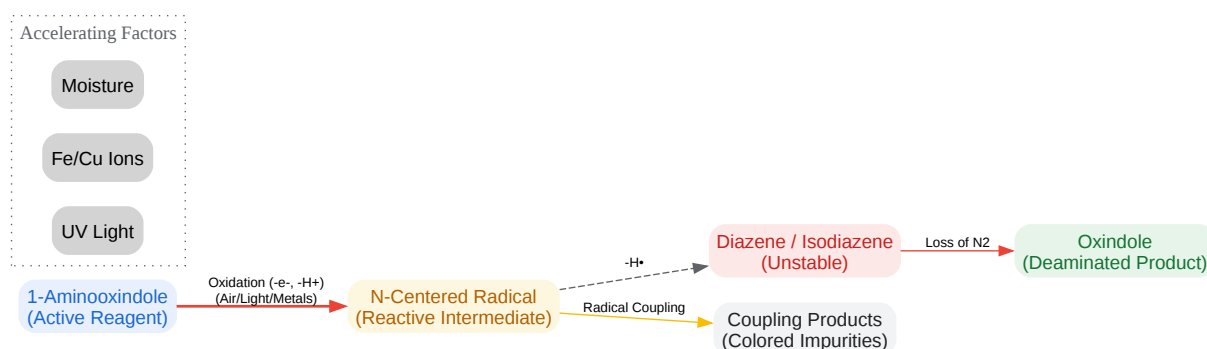 Accelerating Factors
Moisture
Fe/Cu Ions
UV Light
1-Aminooxindole
(Active Reagent)
Oxidation (-e-, -H+)
(Air/Light/Metals)
N-Centered Radical
(Reactive Intermediate)
-H•
Radical Coupling
Diazene / Isodiazene
(Unstable)
Coupling Products
(Colored Impurities)
Loss of N2
Oxindole
(Deaminated Product)